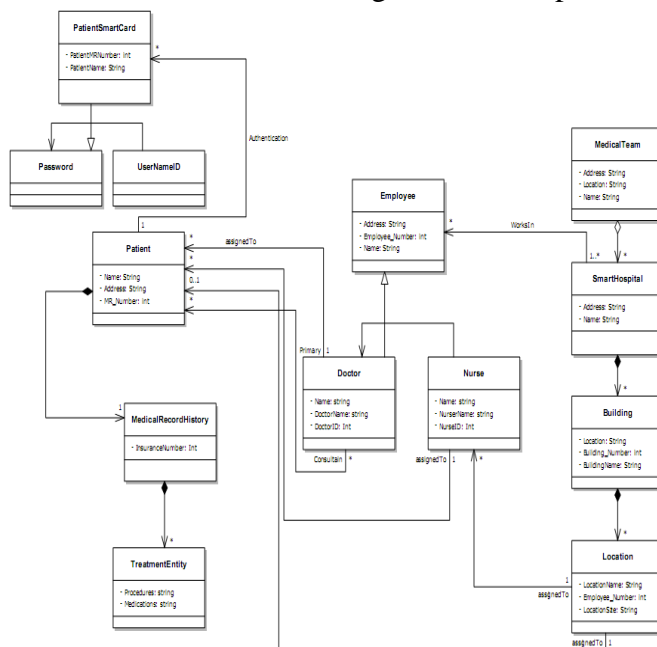 PatientSmartCard
- PatientMRNumber: Int
- PatientName: String
*
Authentication
Password
UserNameID
MedicalTeam
- Address: String
- Location: String
- Name: String
Employee
- Address: String
- Employee_Number: Int
- Name: String
*
WorksIn
1..*
*
SmartHospital
- Address: String
- Name: String
1
Patient
- Name: String
- Address: String
- MR_Number: Int
*
assignedTo
*
0..1
*
Primary
1
Doctor
- Name: string
- DoctorName: string
- DoctorID: Int
Consultain
*
Nurse
- Name: string
- NurserName: string
- NurseID: Int
assignedTo
1
*
*
Building
- Location: String
- Building_Number: Int
- BuildingName: String
1
MedicalRecordHistory
- InsuranceNumber: Int
*
*
TreatmentEntity
- Procedures: string
- Medications: string
Location
- LocationName: String
- Employee_Number: Int
- LocationSite: String
1
assignedTo
assignedTo
1